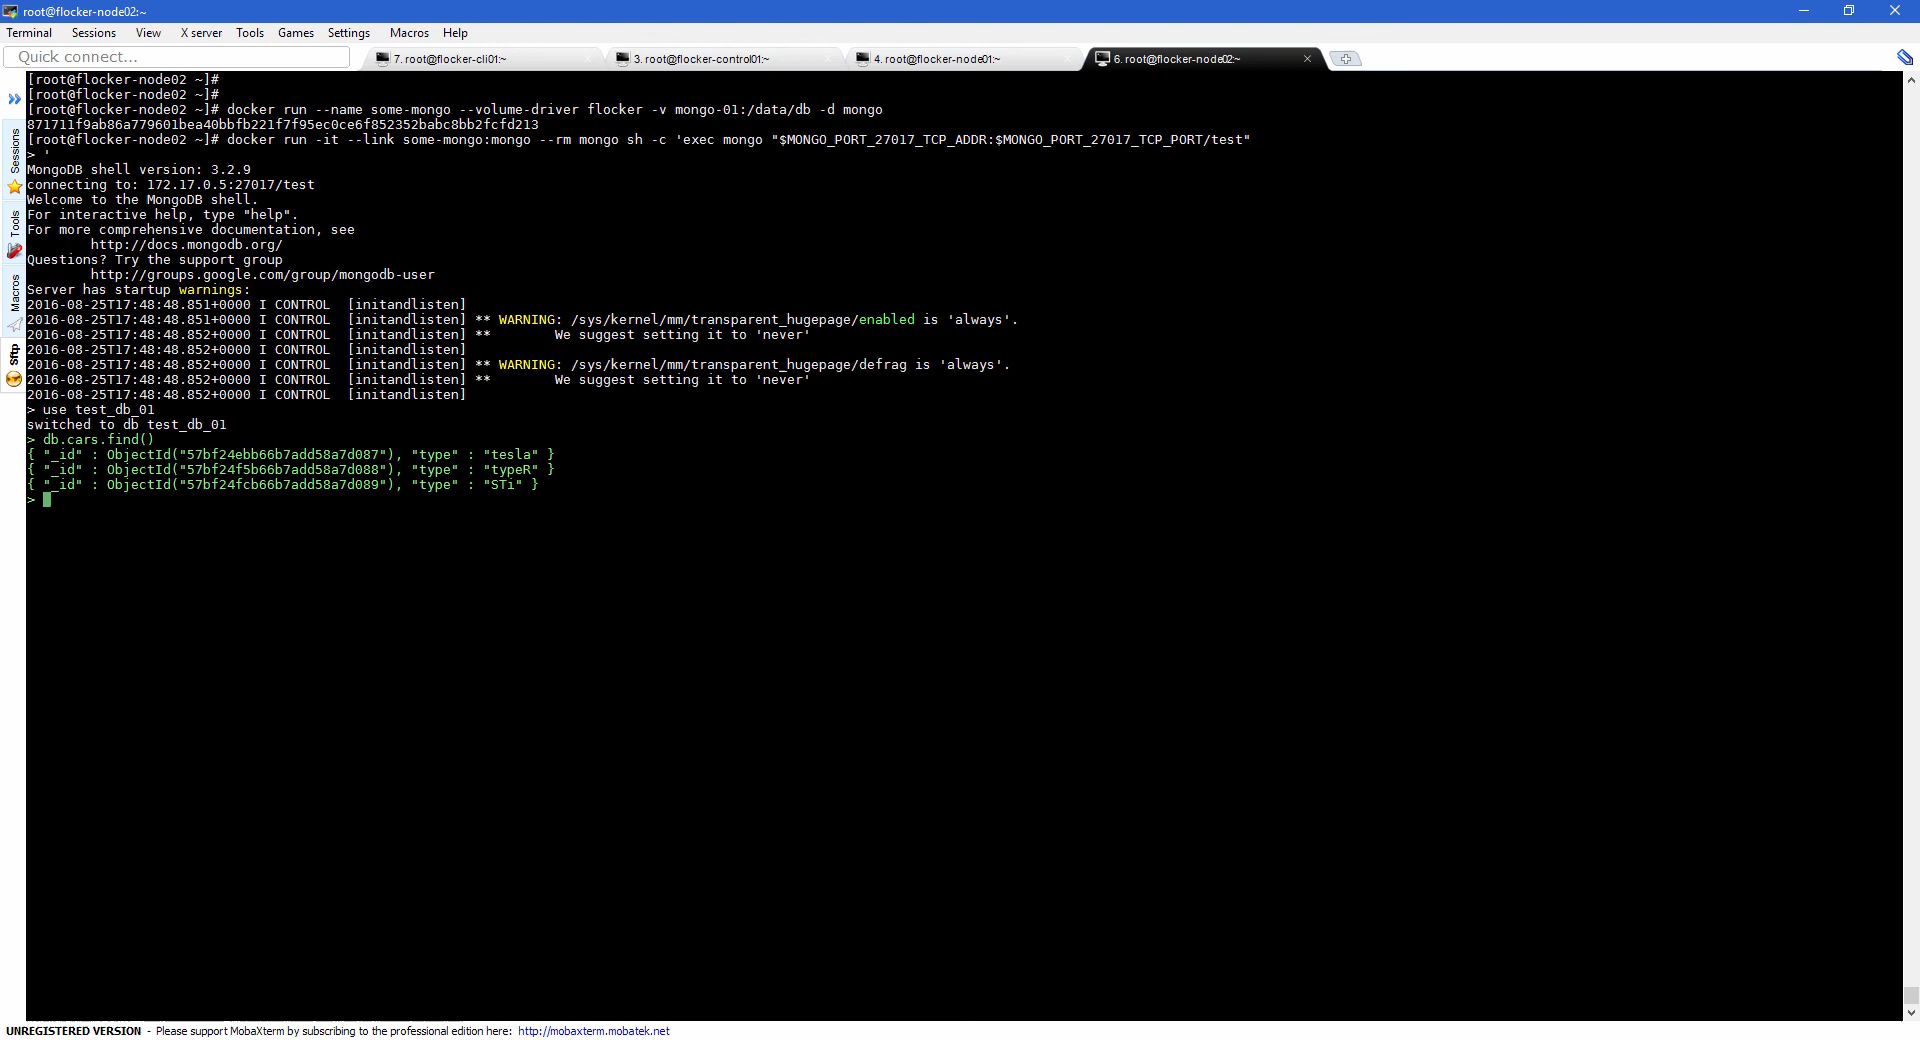 root@flocker-node02:~
Terminal Sessions View X server Tools Games Settings Macros Help
Quick connect...
7. root@flocker-cli01:~
3. root@flocker-control01:~
4. root@flocker-node01:~
6. root@flocker-node02:~
Sessions
Tools
Macros
Sftp
[root@flocker-node02 ~]#
[root@flocker-node02 ~]#
[root@flocker-node02 ~]# docker run --name some-mongo --volume-driver flocker -v mongo-01:/data/db -d mongo
871711f9ab86a779601bea40bbfb221f7f95ec0ce6f852352babc8bb2fcfd213
[root@flocker-node02 ~]# docker run -it --link some-mongo:mongo --rm mongo sh -c 'exec mongo "$MONGO_PORT_27017_TCP_ADDR:$MONGO_PORT_27017_TCP_PORT/test"
> '
MongoDB shell version: 3.2.9
connecting to: 172.17.0.5:27017/test
Welcome to the MongoDB shell.
For interactive help, type "help".
For more comprehensive documentation, see
http://docs.mongodb.org/
Questions? Try the support group
http://groups.google.com/group/mongodb-user
Server has startup warnings:
2016-08-25T17:48:48.851+0000 I CONTROL  [initandlisten]
2016-08-25T17:48:48.851+0000 I CONTROL  [initandlisten] ** WARNING: /sys/kernel/mm/transparent_hugepage/enabled is 'always'.
2016-08-25T17:48:48.852+0000 I CONTROL  [initandlisten] **        We suggest setting it to 'never'
2016-08-25T17:48:48.852+0000 I CONTROL  [initandlisten]
2016-08-25T17:48:48.852+0000 I CONTROL  [initandlisten] ** WARNING: /sys/kernel/mm/transparent_hugepage/defrag is 'always'.
2016-08-25T17:48:48.852+0000 I CONTROL  [initandlisten] **        We suggest setting it to 'never'
2016-08-25T17:48:48.852+0000 I CONTROL  [initandlisten]
> use test_db_01
switched to db test_db_01
> db.cars.find()
{ "_id" : ObjectId("57bf24ebb66b7add58a7d087"), "type" : "tesla" }
{ "_id" : ObjectId("57bf24f5b66b7add58a7d088"), "type" : "typeR" }
{ "_id" : ObjectId("57bf24fcb66b7add58a7d089"), "type" : "STi" }
>
UNREGISTERED VERSION - Please support MobaXterm by subscribing to the professional edition here: http://mobaxterm.mobatek.net